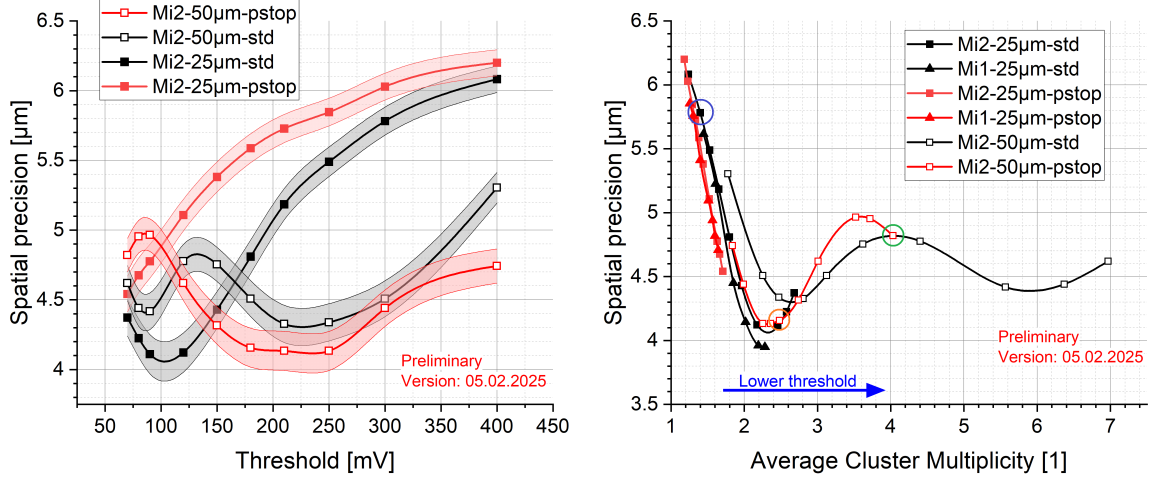 Mi2-50µm-pstop
Mi2-50µm-std
Mi2-25µm-std
Mi2-25µm-pstop
6.5
6
5.5
5
4.5
4
Spatial precision [µm]
Preliminary
Version: 05.02.2025
50
100
150
200
250
300
350
400
450
Threshold [mV]
6.5
6
5.5
5
4.5
4
3.5
Spatial precision [µm]
Mi2-25µm-std
Mi1-25µm-std
Mi2-25µm-pstop
Mi1-25µm-pstop
Mi2-50µm-std
Mi2-50µm-pstop
Preliminary
Version: 05.02.2025
Lower threshold
1
2
3
4
5
6
7
Average Cluster Multiplicity [1]